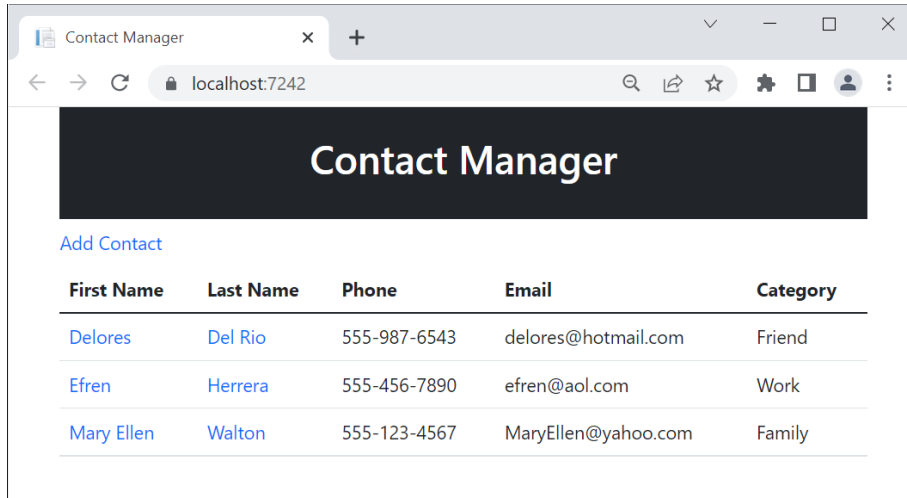 Contact Manager
localhost:7242
Contact Manager
Add Contact
First Name Last Name Phone Email Category
Delores Del Rio 555-987-6543 delores@hotmail.com Friend
Efren Herrera 555-456-7890 efren@aol.com Work
Mary Ellen Walton 555-123-4567 MaryEllen@yahoo.com Family